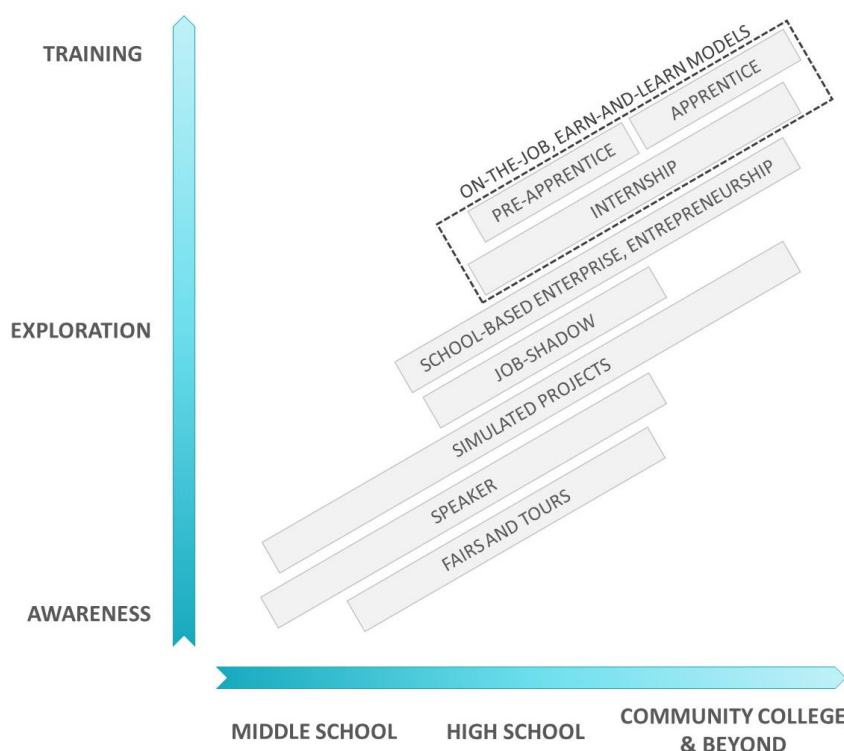 TRAINING
ON-THE-JOB, EARN-AND-LEARN MODELS
APPRENTICE
PRE-APPRENTICE
INTERNSHIP
SCHOOL-BASED ENTERPRISE, ENTREPRENEURSHIP
EXPLORATION
JOB-SHADOW
SIMULATED PROJECTS
SPEAKER
FAIRS AND TOURS
AWARENESS
MIDDLE SCHOOL
HIGH SCHOOL
COMMUNITY COLLEGE
& BEYOND